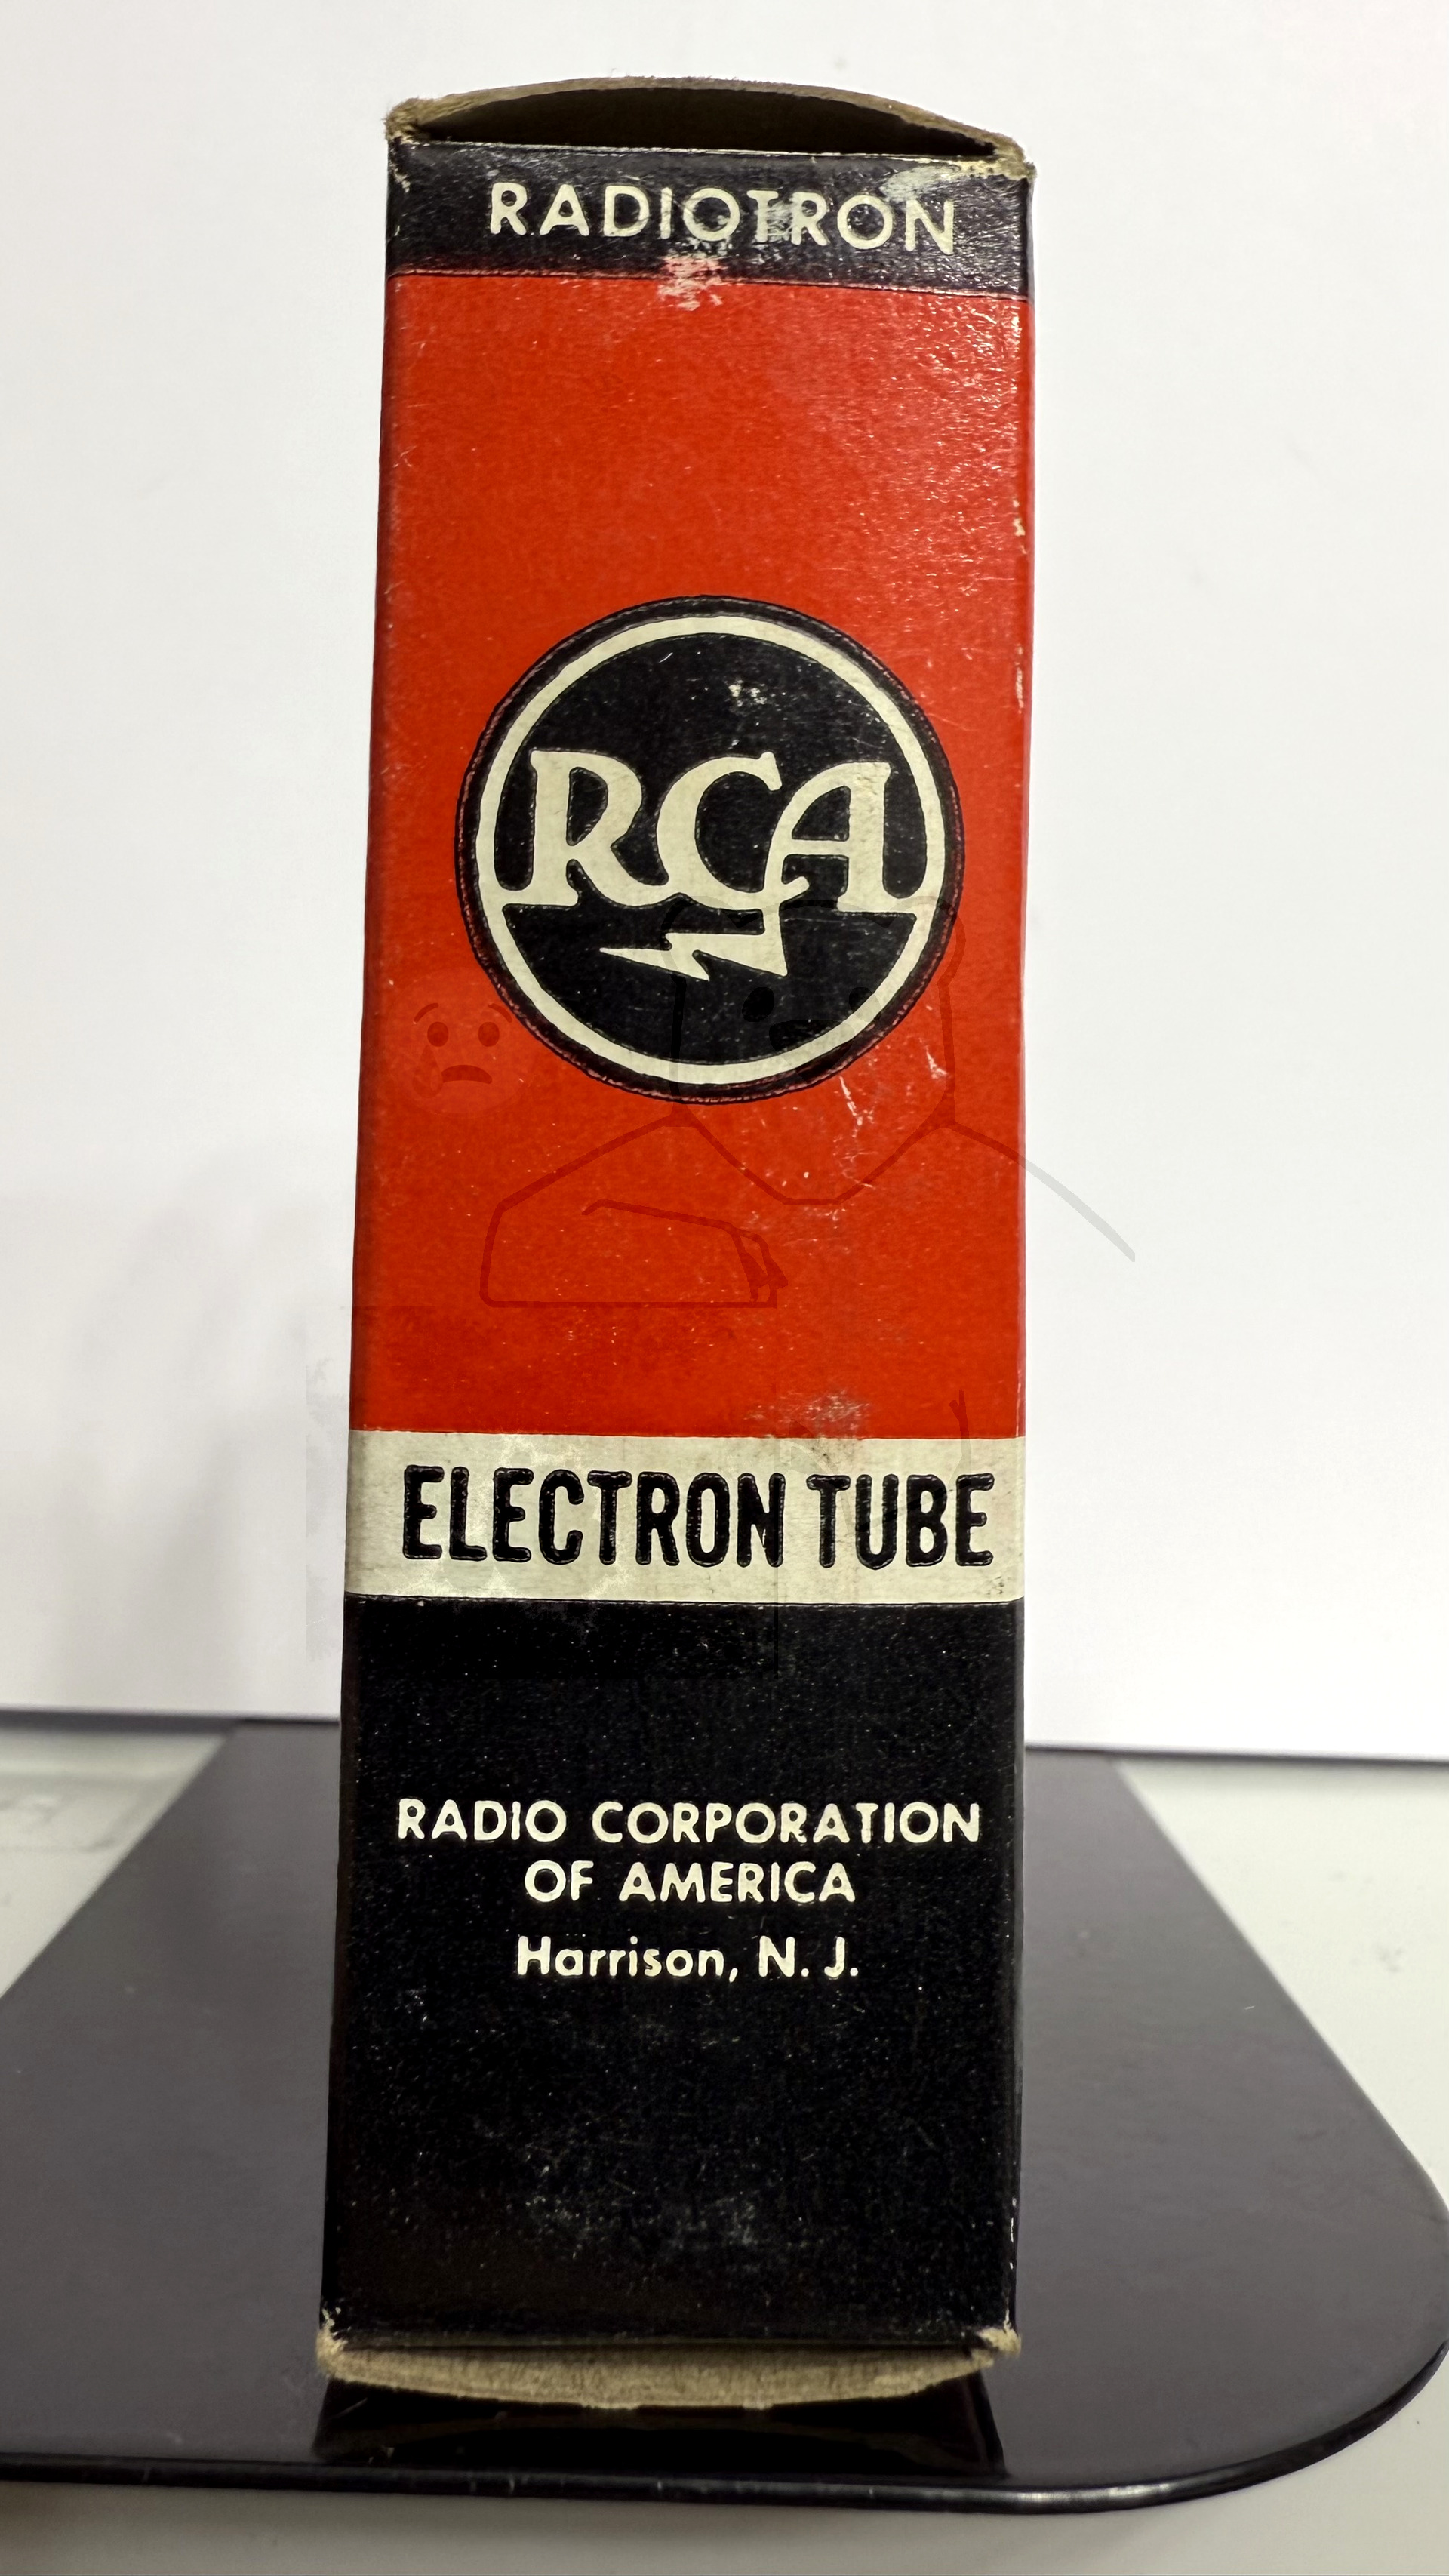 RADIOTRON
RCA
ELECTRON TUBE
RADIO CORPORATION
OF AMERICA
Harrison, N. J.